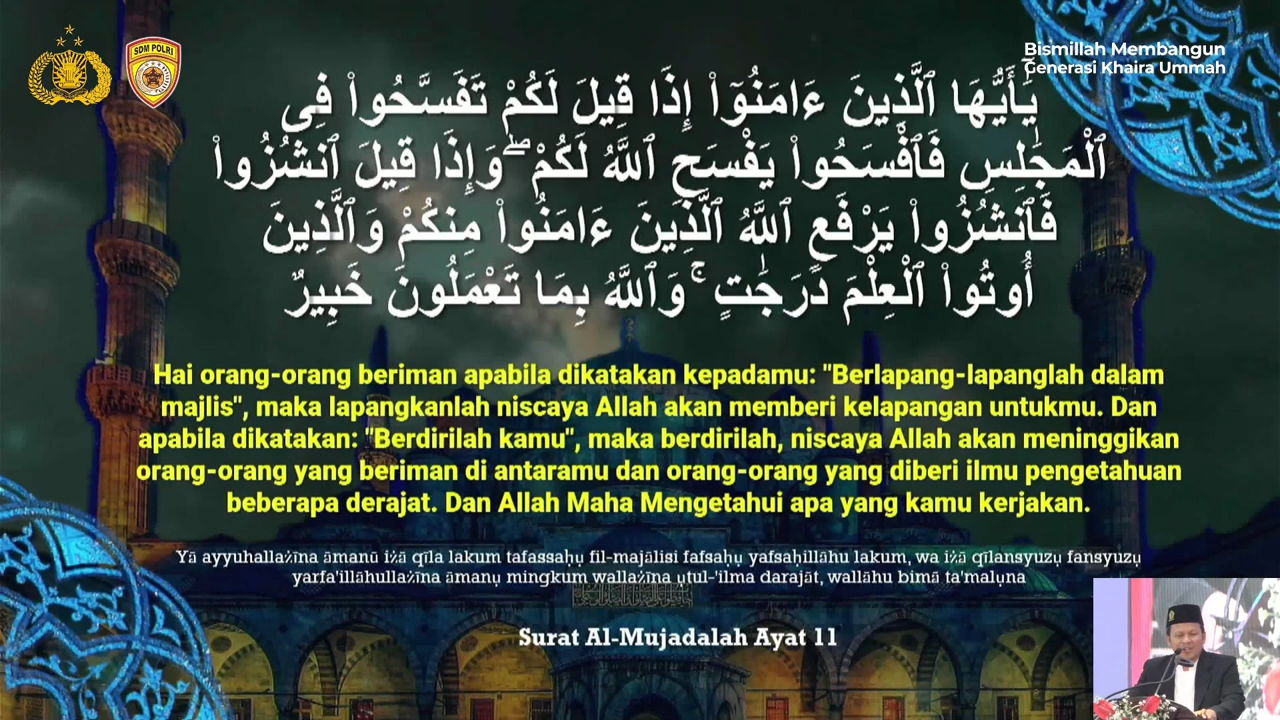 SDM POLRI
Bismillah Membangun
Generasi Khaira Ummah
يَٰٓأَيُّهَا ٱلَّذِينَ ءَامَنُوٓا۟ إِذَا قِيلَ لَكُمْ تَفَسَّحُوا۟ فِى
ٱلْمَجَٰلِسِ فَٱفْسَحُوا۟ يَفْسَحِ ٱللَّهُ لَكُمْ ۖ وَإِذَا قِيلَ ٱنشُزُوا۟
فَٱنشُزُوا۟ يَرْفَعِ ٱللَّهُ ٱلَّذِينَ ءَامَنُوا۟ مِنكُمْ وَٱلَّذِينَ
أُوتُوا۟ ٱلْعِلْمَ دَرَجَٰتٍ ۚ وَٱللَّهُ بِمَا تَعْمَلُونَ خَبِيرٌ
Hai orang-orang beriman apabila dikatakan kepadamu: "Berlapang-lapanglah dalam
majlis", maka lapangkanlah niscaya Allah akan memberi kelapangan untukmu. Dan
apabila dikatakan: "Berdirilah kamu", maka berdirilah, niscaya Allah akan meninggikan
orang-orang yang beriman di antaramu dan orang-orang yang diberi ilmu pengetahuan
beberapa derajat. Dan Allah Maha Mengetahui apa yang kamu kerjakan.
Yā ayyuhallażīna āmanū iżā qīla lakum tafassaḥụ fil-majālisi fafsaḥụ yafsaḥillāhu lakum, wa iżā qīlansyuzụ fansyuzụ
yarfa'illāhullażīna āmanụ mingkum wallażīna ụtul-'ilma darajāt, wallāhu bimā ta'malụna
Surat Al-Mujadalah Ayat 11